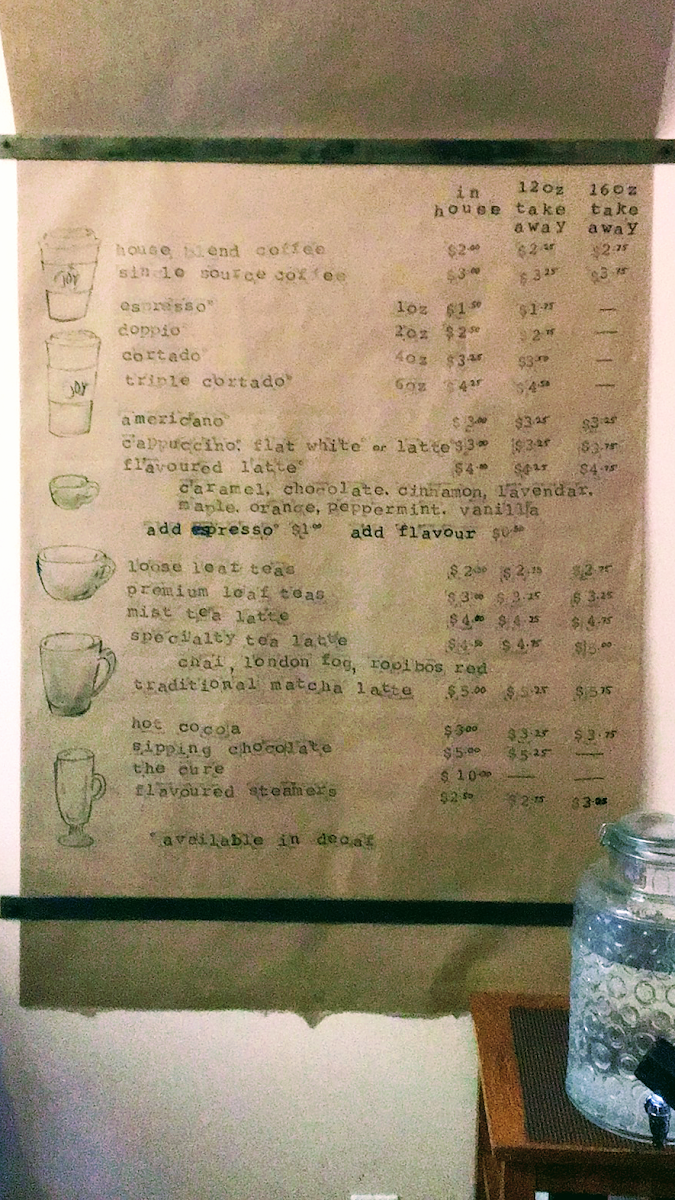 in 12oz 16oz
house take take
away away
house blend coffee $2.00 $2.25 $2.75
single source coffee $3.00 $3.25 $3.75
espresso* 1oz $1.50 $1.75 —
doppio* 2oz $2.50 $2.75 —
cortado* 4oz $3.25 $3.50 —
triple cortado* 6oz $4.25 $4.50 —
americano* $3.00 $3.25 $3.25
cappuccino, flat white* or latte* $3.00 $3.25 $3.75
flavoured latte* $4.00 $4.25 $4.75
caramel, chocolate, cinnamon, lavendar,
maple, orange, peppermint, vanilla
add espresso* $1.00 add flavour $0.50
loose leaf teas $2.00 $2.25 $2.75
premium leaf teas $3.00 $3.25 $3.25
mist tea latte $4.00 $4.25 $4.75
specialty tea latte $4.50 $4.75 $5.00
chai, london fog, rooibos red
traditional matcha latte $5.00 $5.25 $5.75
hot cocoa $3.00 $3.25 $3.75
sipping chocolate $5.00 $5.25 —
the cure $10.00 — —
flavoured steamers $2.50 $2.75
*available in decaf